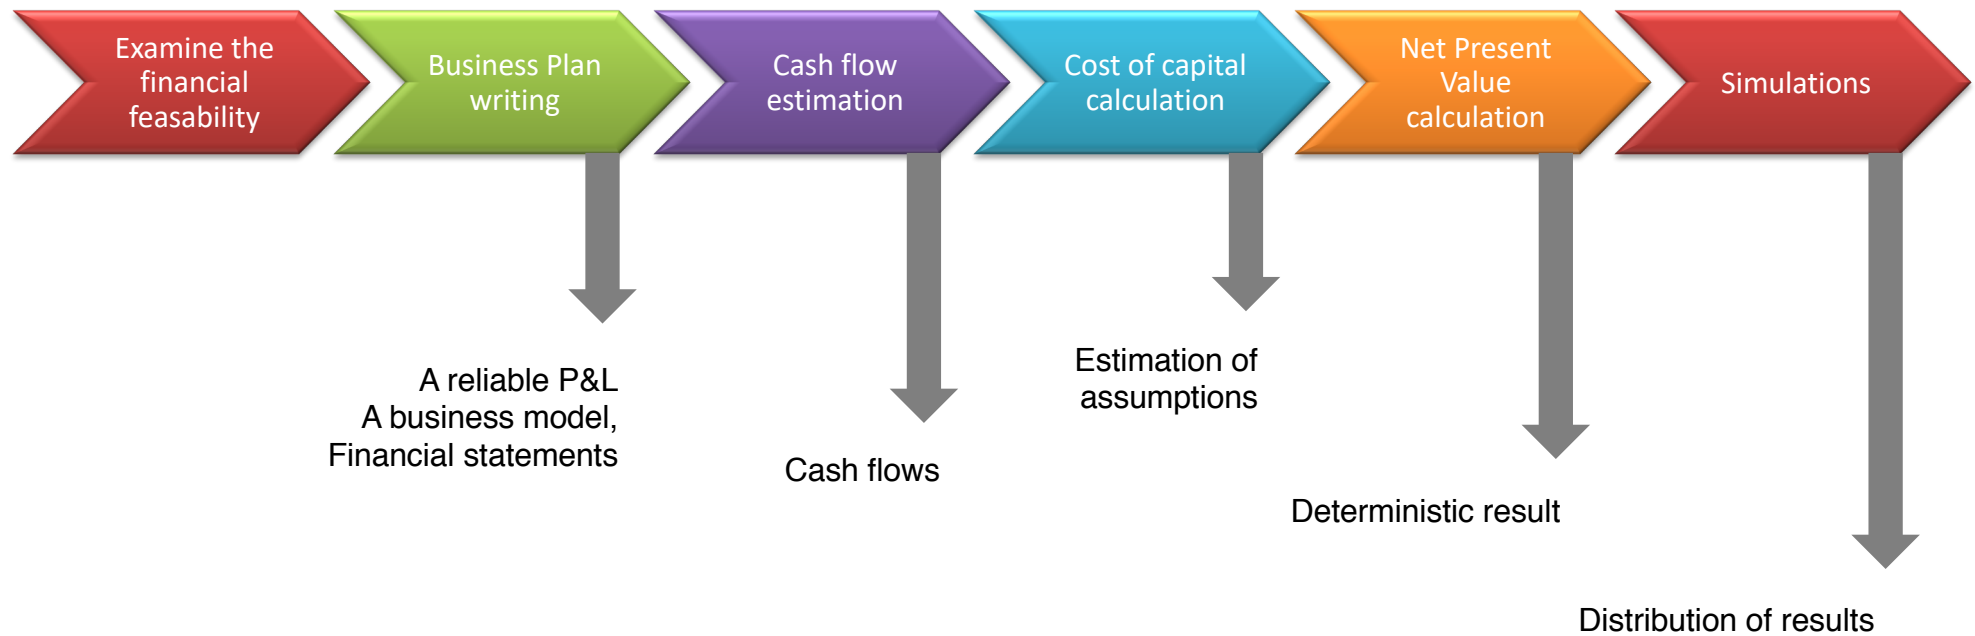 Examine the
financial
feasability
Business Plan
writing
Cash flow
estimation
Cost of capital
calculation
Net Present
Value
calculation
Simulations
A reliable P&L
A business model,
Financial statements
Cash flows
Estimation of
assumptions
Deterministic result
Distribution of results